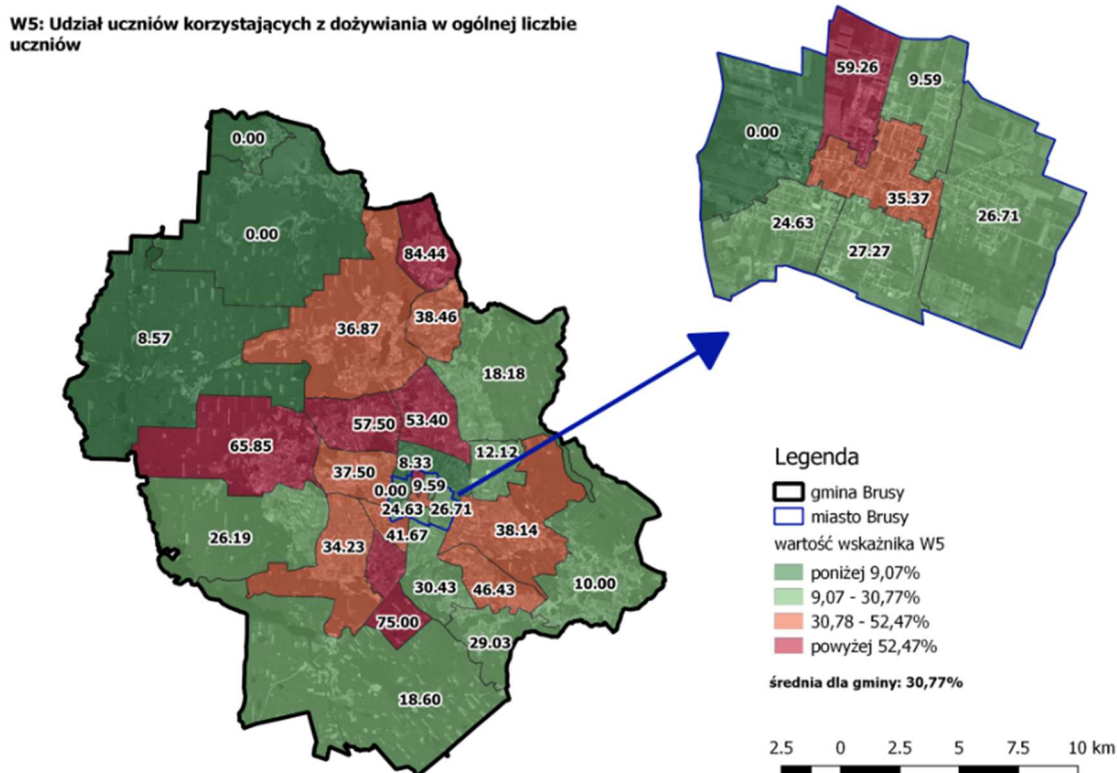 W5: Udział uczniów korzystających z dożywiania w ogólnej liczbie
uczniów
59.26
9.59
0.00
35.37
26.71
24.63
27.27
0.00
0.00
84.44
38.46
36.87
8.57
18.18
57.50
53.40
65.85
12.12
8.33
37.50
9.59
0.00
24.63 26.71
26.19
34.23
41.67
38.14
30.43
46.43
10.00
75.00
29.03
18.60
Legenda
gmina Brusy
miasto Brusy
wartość wskażnika W5
poniżej 9,07%
9,07 - 30,77%
30,78 - 52,47%
powyżej 52,47%
średnia dla gminy: 30,77%
2.5 0 2.5 5 7.5 10 km